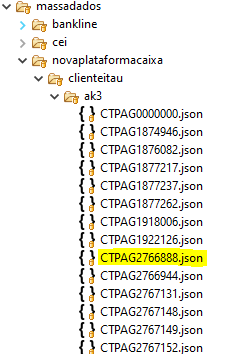 massadados
bankline
cei
novaplataformacaixa
clienteitau
ak3
{ } CTPAG0000000.json
{ } CTPAG1874946.json
{ } CTPAG1876082.json
{ } CTPAG1877217.json
{ } CTPAG1877237.json
{ } CTPAG1877262.json
{ } CTPAG1918006.json
{ } CTPAG1922126.json
{ } CTPAG2766888.json
{ } CTPAG2766944.json
{ } CTPAG2767131.json
{ } CTPAG2767148.json
{ } CTPAG2767149.json
{ } CTPAG2767152.json